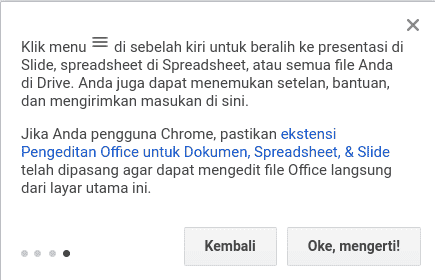 Klik menu ≡ di sebelah kiri untuk beralih ke presentasi di
Slide, spreadsheet di Spreadsheet, atau semua file Anda
di Drive. Anda juga dapat menemukan setelan, bantuan,
dan mengirimkan masukan di sini.
Jika Anda pengguna Chrome, pastikan ekstensi
Pengeditan Office untuk Dokumen, Spreadsheet, & Slide
telah dipasang agar dapat mengedit file Office langsung
dari layar utama ini.
Kembali
Oke, mengerti!